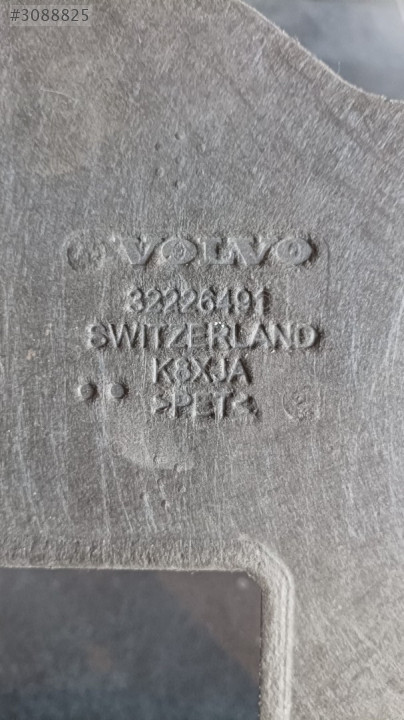 #3088825
VOLVO
32226491
SWITZERLAND
K8XJA
>PET<